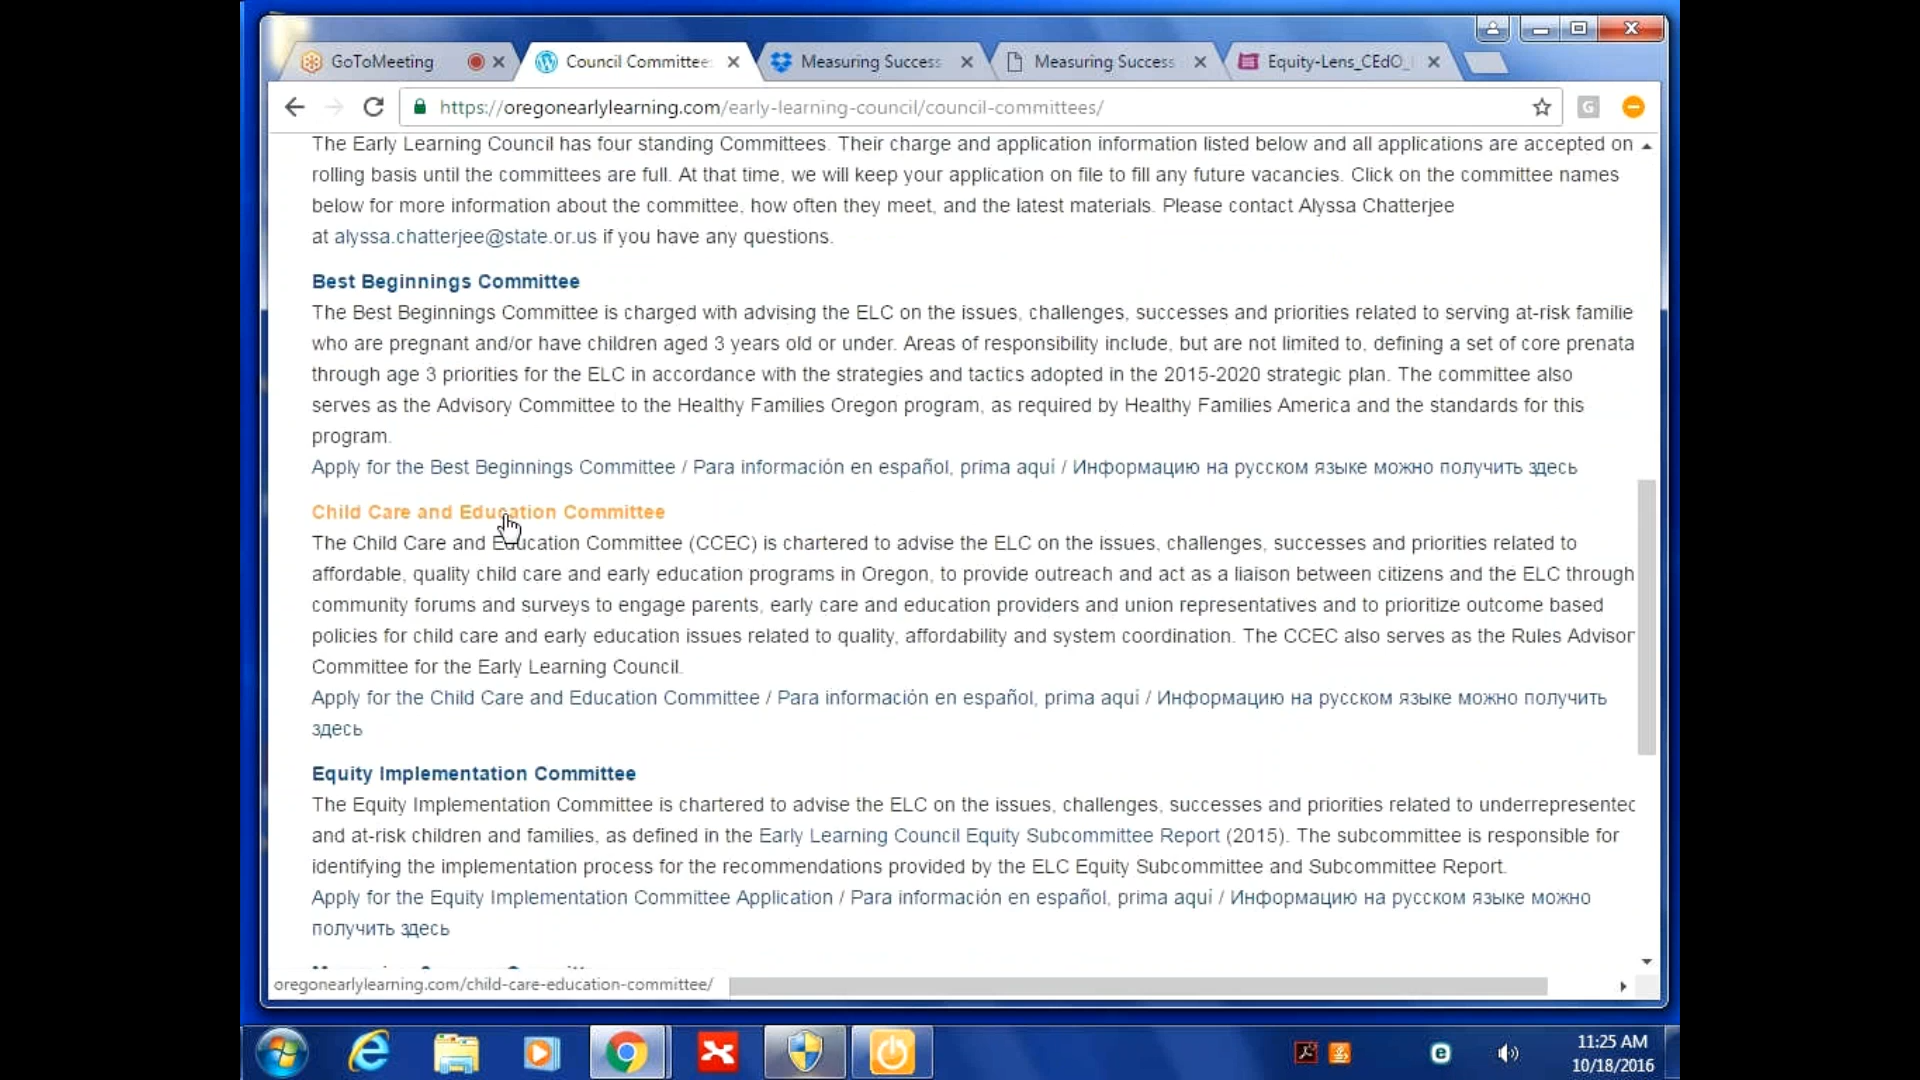 GoToMeeting
Council Committee
Measuring Success
Measuring Success
Equity-Lens_CEdO_
https://oregonearlylearning.com/early-learning-council/council-committees/
The Early Learning Council has four standing Committees. Their charge and application information listed below and all applications are accepted on
rolling basis until the committees are full. At that time, we will keep your application on file to fill any future vacancies. Click on the committee names
below for more information about the committee, how often they meet, and the latest materials. Please contact Alyssa Chatterjee
at alyssa.chatterjee@state.or.us if you have any questions.
Best Beginnings Committee
The Best Beginnings Committee is charged with advising the ELC on the issues, challenges, successes and priorities related to serving at-risk familie
who are pregnant and/or have children aged 3 years old or under. Areas of responsibility include, but are not limited to, defining a set of core prenata
through age 3 priorities for the ELC in accordance with the strategies and tactics adopted in the 2015-2020 strategic plan. The committee also
serves as the Advisory Committee to the Healthy Families Oregon program, as required by Healthy Families America and the standards for this
program.
Apply for the Best Beginnings Committee / Para información en español, prima aquí / Информацию на русском языке можно получить здесь
Child Care and Education Committee
The Child Care and Education Committee (CCEC) is chartered to advise the ELC on the issues, challenges, successes and priorities related to
affordable, quality child care and early education programs in Oregon, to provide outreach and act as a liaison between citizens and the ELC through
community forums and surveys to engage parents, early care and education providers and union representatives and to prioritize outcome based
policies for child care and early education issues related to quality, affordability and system coordination. The CCEC also serves as the Rules Advisor
Committee for the Early Learning Council.
Apply for the Child Care and Education Committee / Para información en español, prima aquí / Информацию на русском языке можно получить
здесь
Equity Implementation Committee
The Equity Implementation Committee is chartered to advise the ELC on the issues, challenges, successes and priorities related to underrepresented
and at-risk children and families, as defined in the Early Learning Council Equity Subcommittee Report (2015). The subcommittee is responsible for
identifying the implementation process for the recommendations provided by the ELC Equity Subcommittee and Subcommittee Report.
Apply for the Equity Implementation Committee Application / Para información en español, prima aquí / Информацию на русском языке можно
получить здесь
oregonearlylearning.com/child-care-education-committee/
11:25 AM
10/18/2016